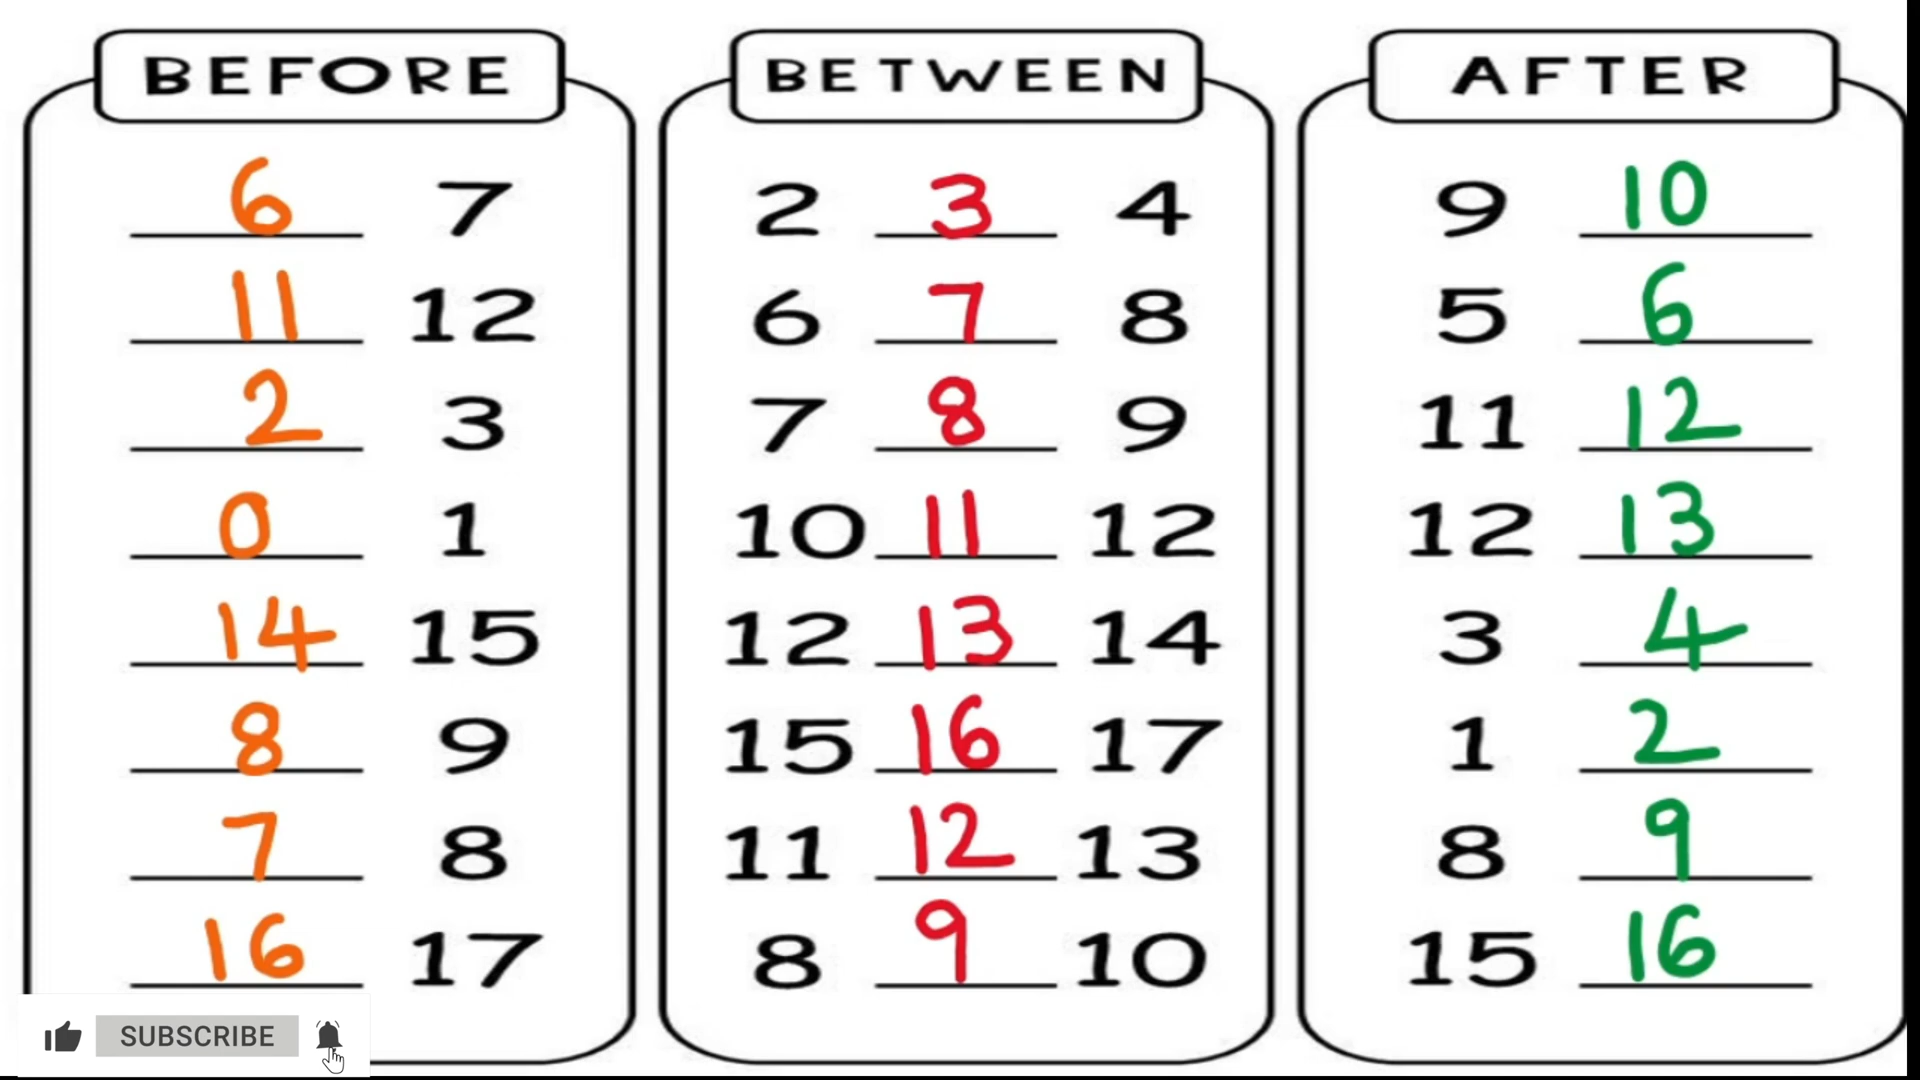 BEFORE
6 7
11 12
2 3
0 1
14 15
8 9
7 8
16 17
BETWEEN
2 3 4
6 7 8
7 8 9
10 11 12
12 13 14
15 16 17
11 12 13
8 9 10
AFTER
9 10
5 6
11 12
12 13
3 4
1 2
8 9
15 16
SUBSCRIBE